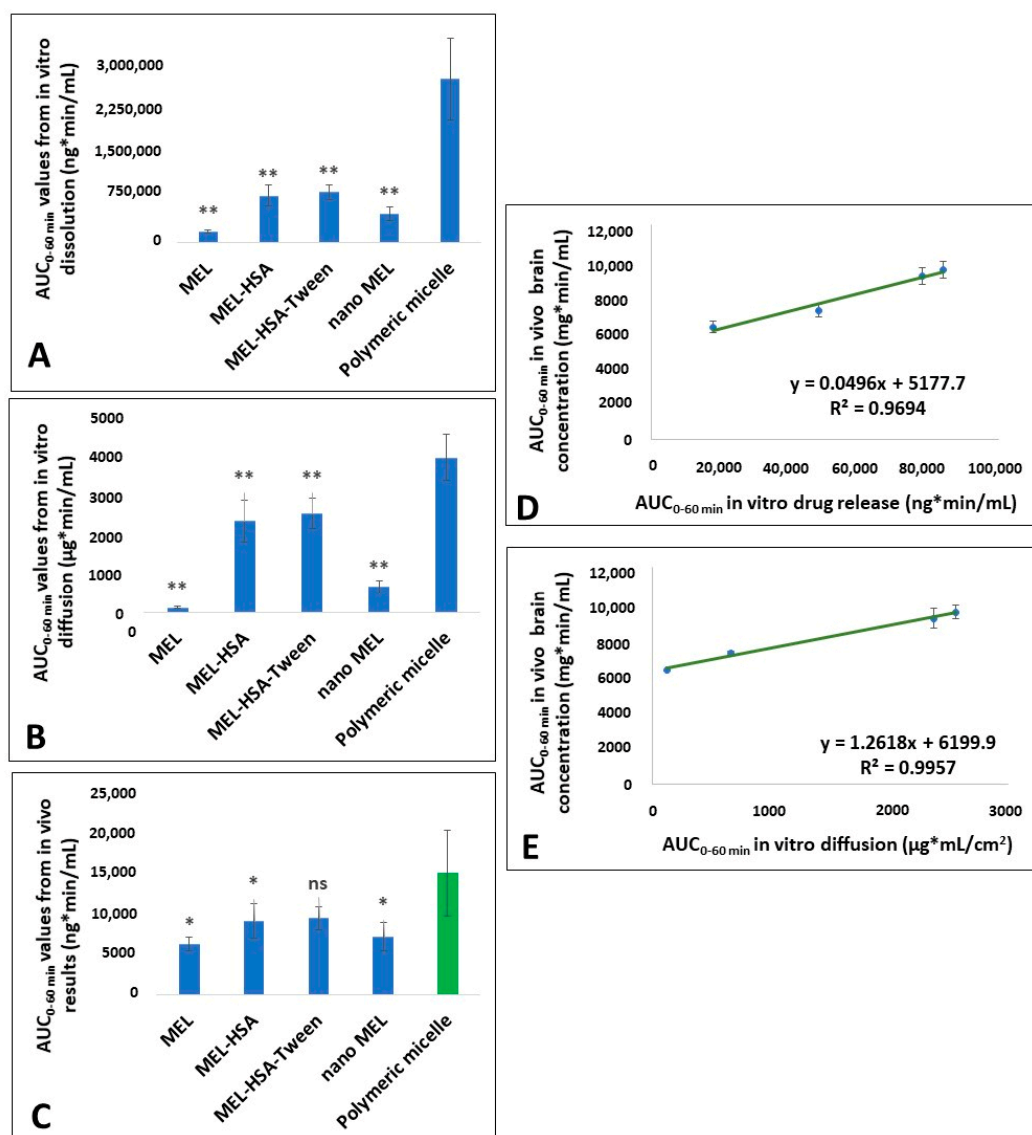 AUC0-60 min values from in vitro
dissolution (ng*min/mL)
3,000,000
2,250,000
1,500,000
750,000
0
**
**
**
**
MEL
MEL-HSA
MEL-HSA-Tween
nano MEL
Polymeric micelle
A
AUC0-60 min values from in vitro
diffusion (µg*min/mL)
5000
4000
3000
2000
1000
0
0
**
**
**
**
MEL
MEL-HSA
MEL-HSA-Tween
nano MEL
Polymeric micelle
B
AUC0-60 min values from in vivo
results (ng*min/mL)
25,000
20,000
15,000
10,000
5000
0
*
*
ns
*
MEL
MEL-HSA
MEL-HSA-Tween
nano MEL
Polymeric micelle
C
AUC0-60 min in vivo brain
concentration (mg*min/mL)
12,000
10,000
8000
6000
4000
2000
0
y = 0.0496x + 5177.7
R² = 0.9694
0 20,000 40,000 60,000 80,000 100,000
AUC0-60 min in vitro drug release (ng*min/mL)
D
AUC0-60 min in vivo brain
concentration (mg*min/mL)
12,000
10,000
8000
6000
4000
2000
0
y = 1.2618x + 6199.9
R² = 0.9957
0 1000 2000 3000
AUC0-60 min in vitro diffusion (µg*mL/cm²)
E